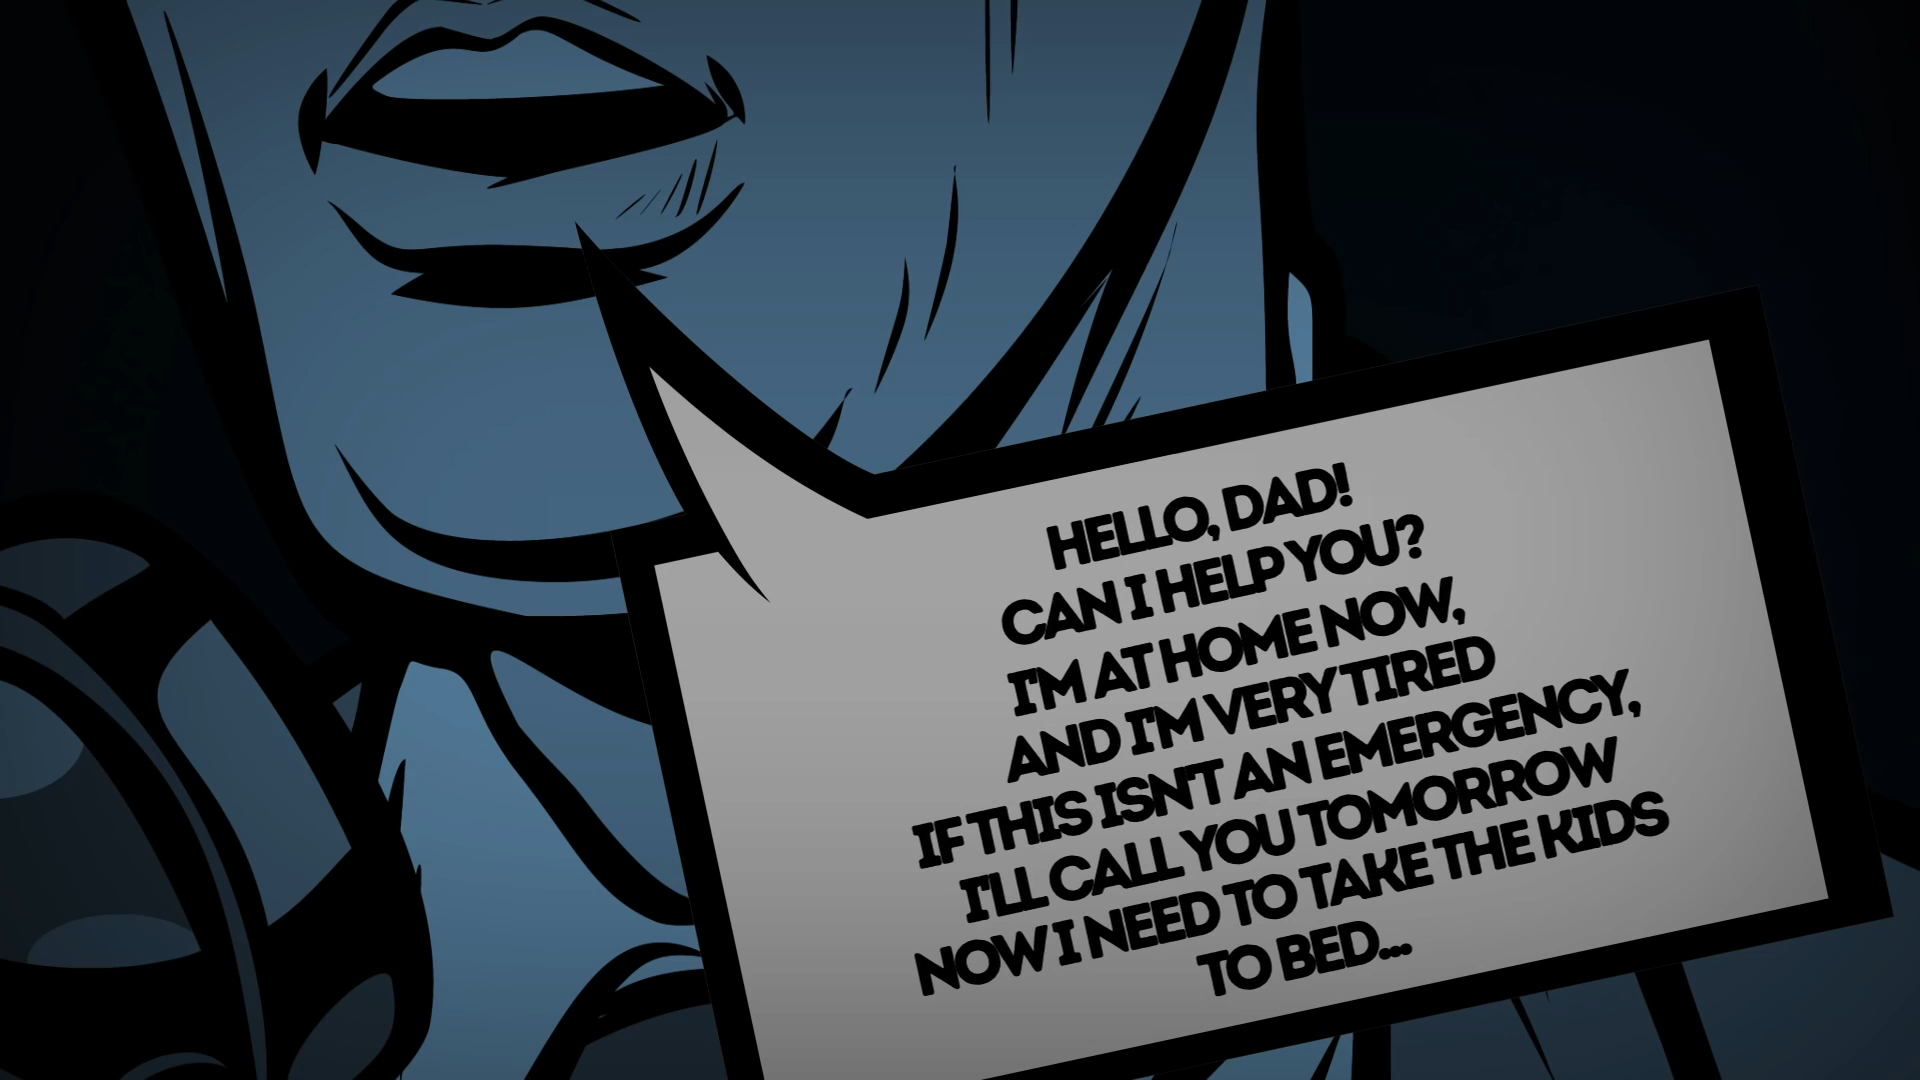 HELLO, DAD!
CAN I HELP YOU?
I'M AT HOME NOW,
AND I'M VERY TIRED
IF THIS ISN'T AN EMERGENCY,
I'LL CALL YOU TOMORROW
NOW I NEED TO TAKE THE KIDS
TO BED...